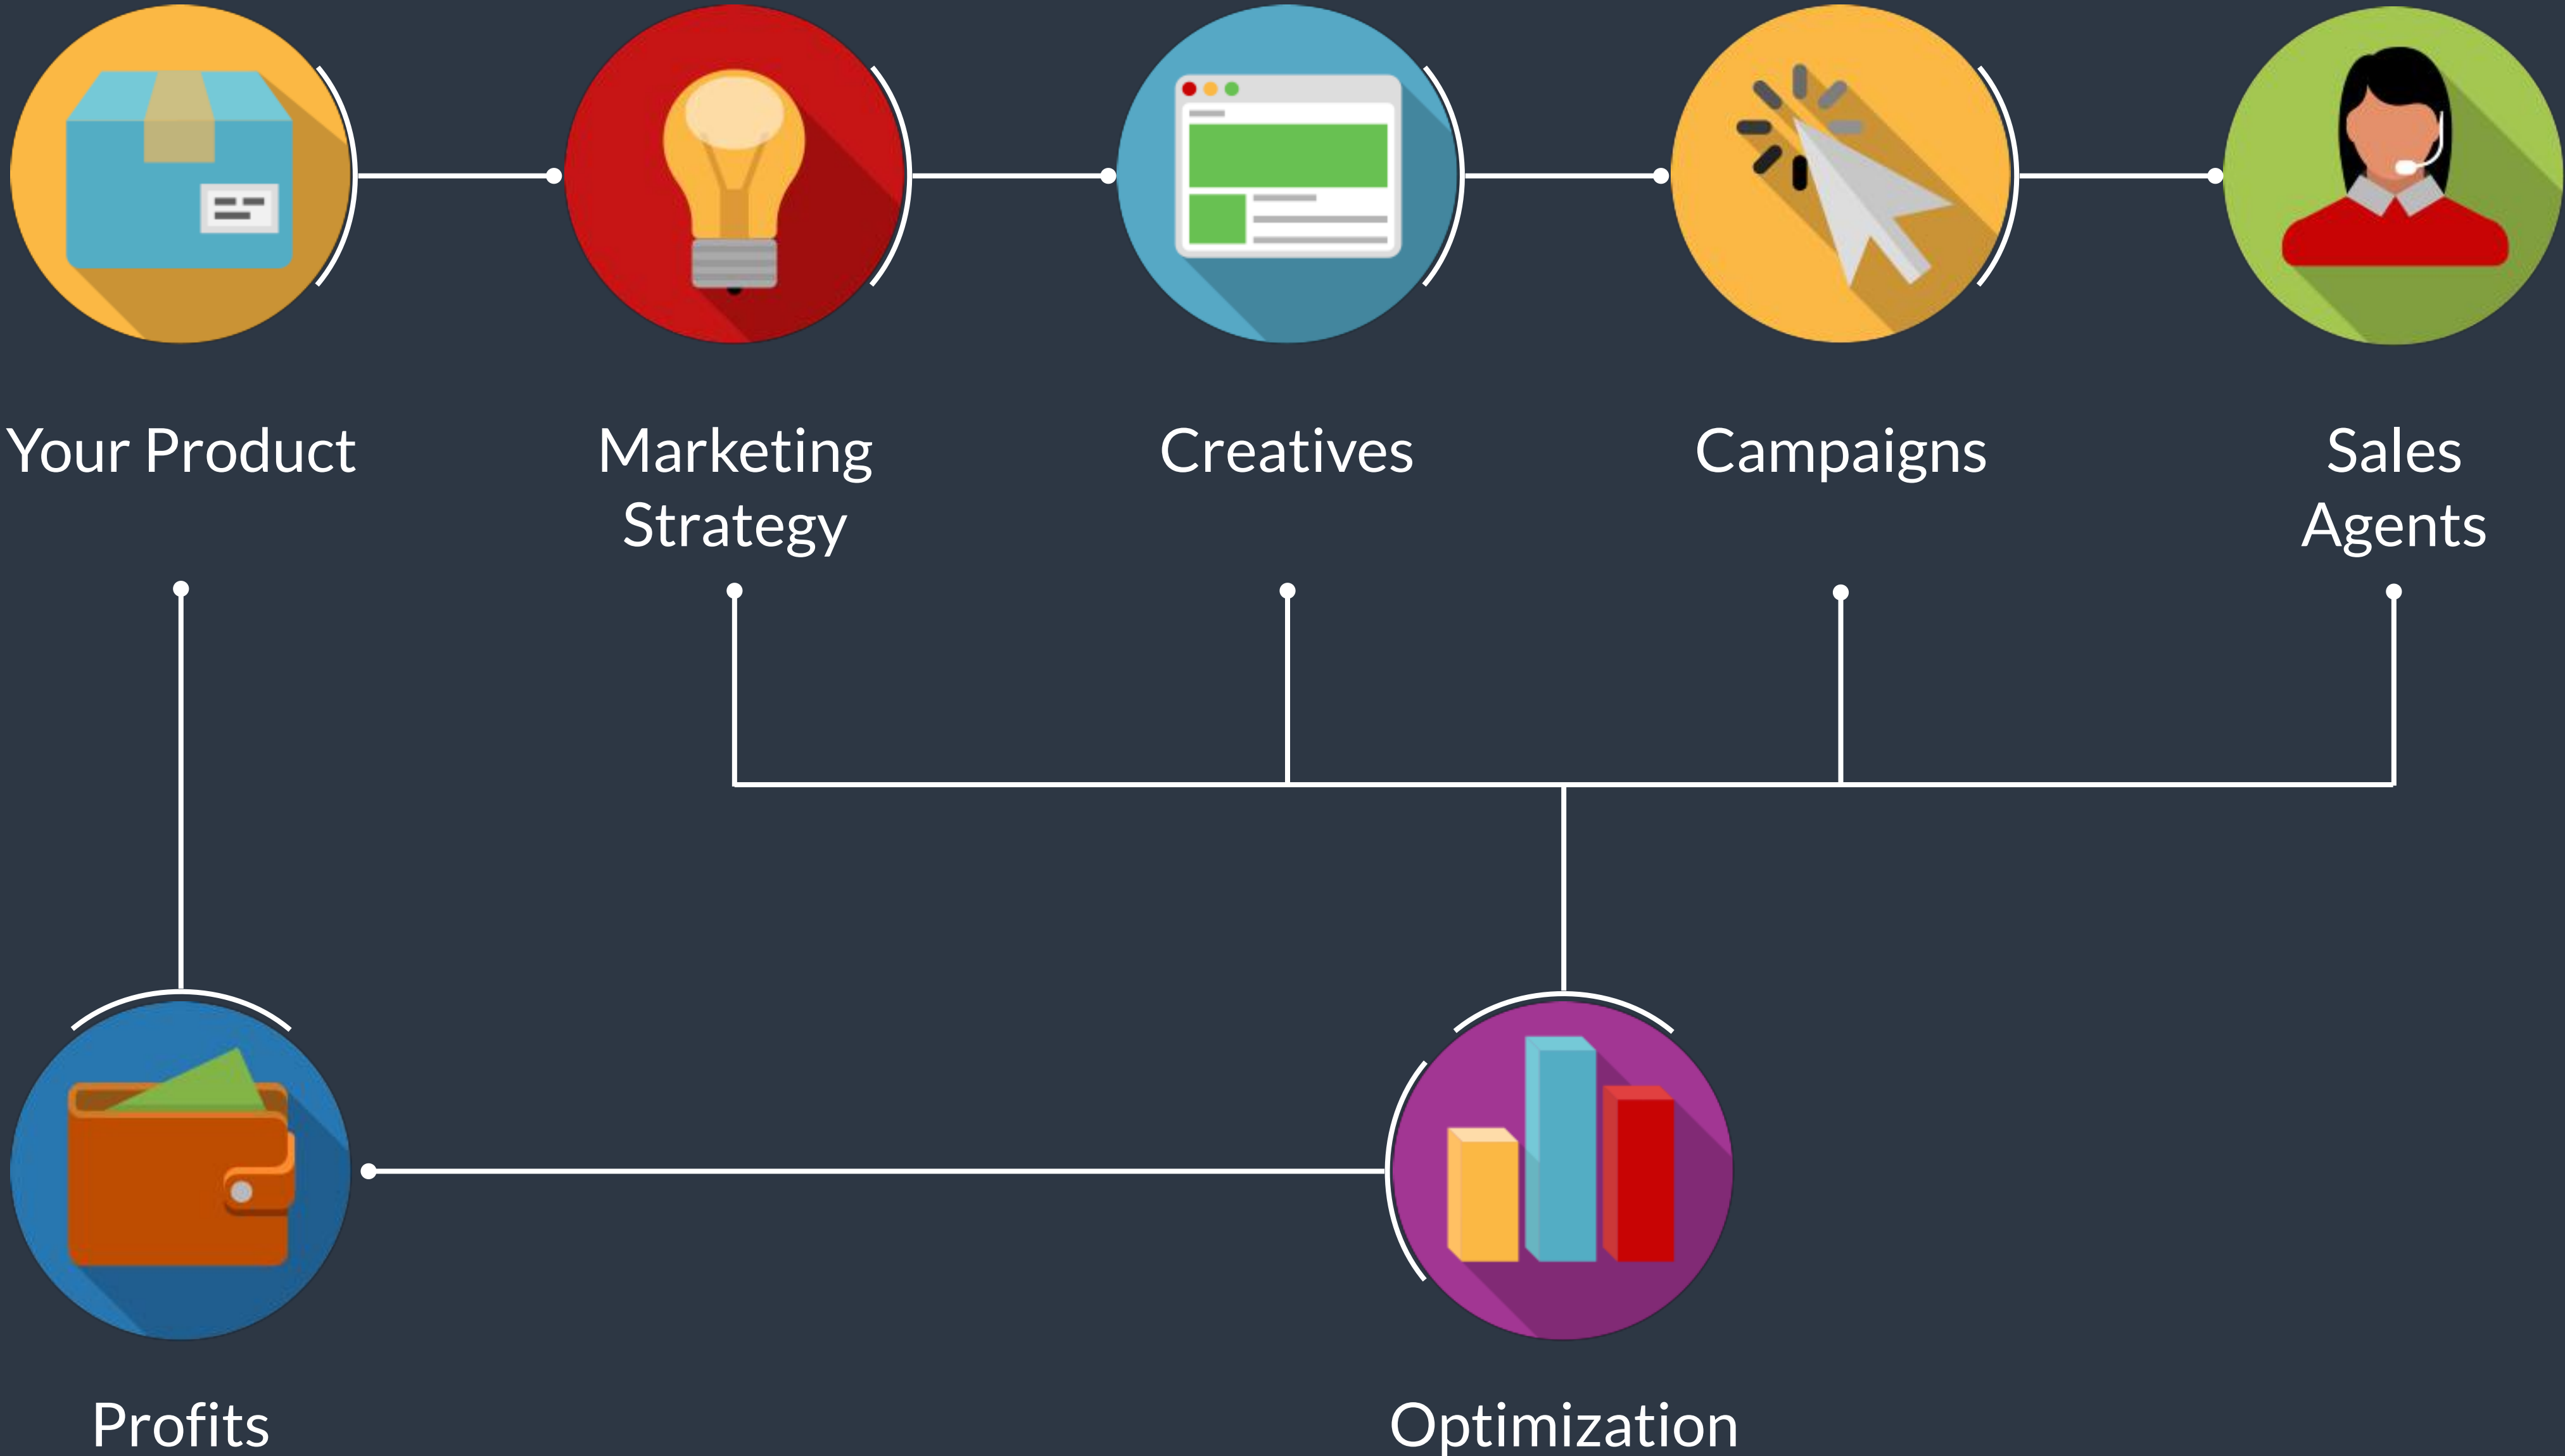 Your Product
Marketing
Strategy
Creatives
Campaigns
Sales
Agents
Profits
Optimization